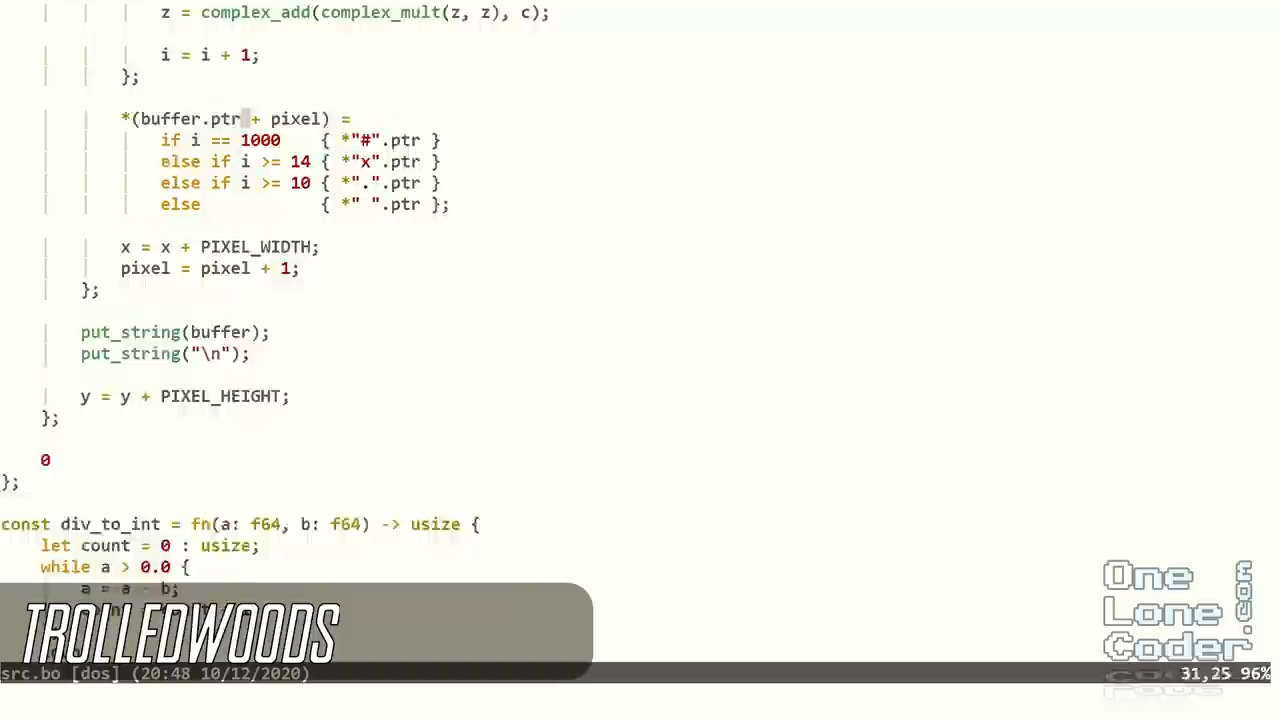 z = complex_add(complex_mult(z, z), c);
i = i + 1;
};
*(buffer.ptr + pixel) =
if i == 1000 { *"#".ptr }
else if i >= 14 { *"x".ptr }
else if i >= 10 { *".".ptr }
else { *" ".ptr };
x = x + PIXEL_WIDTH;
pixel = pixel + 1;
};
put_string(buffer);
put_string("\n");
y = y + PIXEL_HEIGHT;
};
0
};
const div_to_int = fn(a: f64, b: f64) -> usize {
let count = 0 : usize;
while a > 0.0 {
a = a - b;
TROLLEDWOODS
One
Lone
Coder
.com
src.bo [dos] (20:48 10/12/2020)
31,25 96%